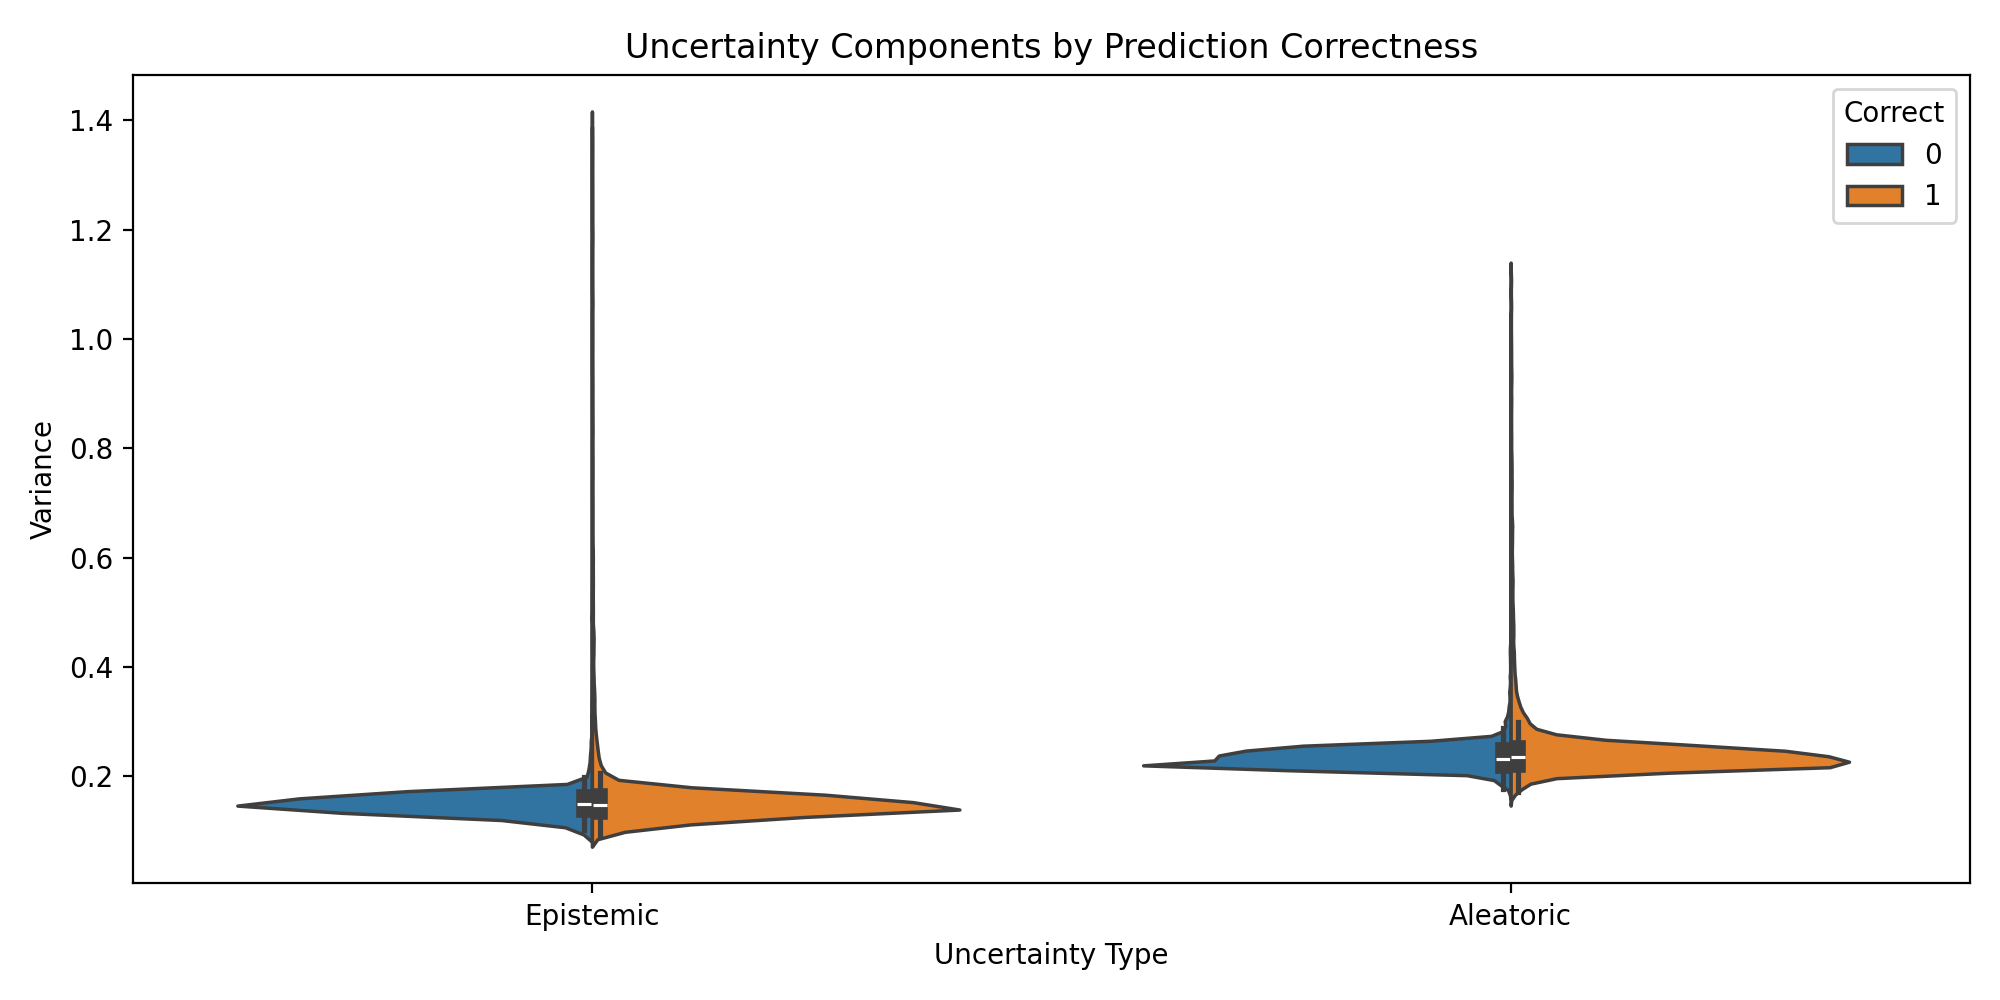 Uncertainty Components by Prediction Correctness
Correct
0
1
1.4
1.2
1.0
0.8
0.6
0.4
0.2
Variance
Epistemic
Aleatoric
Uncertainty Type